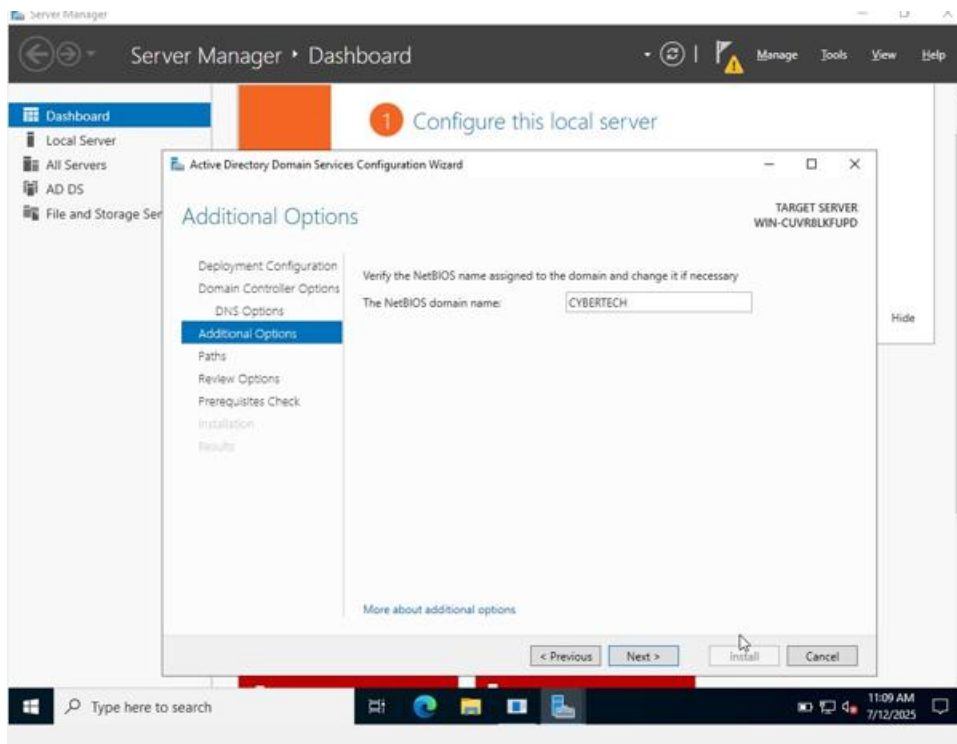 Server Manager
Server Manager • Dashboard
Manage Tools View Help
Dashboard
Local Server
All Servers
AD DS
File and Storage Ser
1 Configure this local server
Hide
Active Directory Domain Services Configuration Wizard
Additional Options
TARGET SERVER
WIN-CUVR8LKFUPD
Deployment Configuration
Domain Controller Options
DNS Options
Additional Options
Paths
Review Options
Prerequisites Check
Installation
Results
Verify the NetBIOS name assigned to the domain and change it if necessary
The NetBIOS domain name: CYBERTECH
More about additional options
< Previous Next > Install Cancel
Type here to search
11:09 AM
7/12/2025